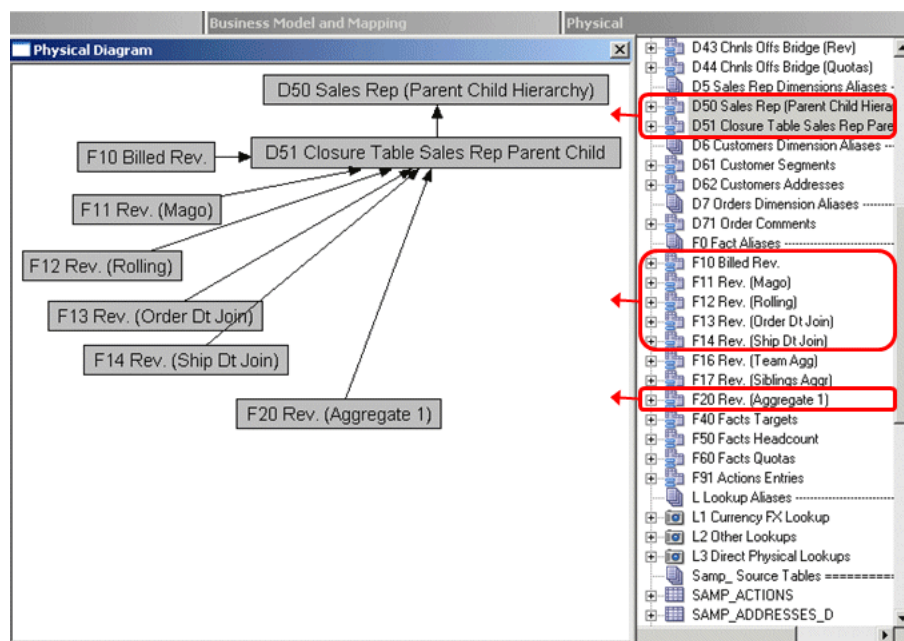 Business Model and Mapping
Physical
Physical Diagram
D50 Sales Rep (Parent Child Hierarchy)
D51 Closure Table Sales Rep Parent Child
F10 Billed Rev.
F11 Rev. (Mago)
F12 Rev. (Rolling)
F13 Rev. (Order Dt Join)
F14 Rev. (Ship Dt Join)
F20 Rev. (Aggregate 1)
D43 Chnls Offs Bridge (Rev)
D44 Chnls Offs Bridge (Quotas)
D5 Sales Rep Dimensions Aliases -
D50 Sales Rep (Parent Child Hierar
D51 Closure Table Sales Rep Pare
D6 Customers Dimension Aliases --
D61 Customer Segments
D62 Customers Addresses
D7 Orders Dimension Aliases -------
D71 Order Comments
F0 Fact Aliases --------------------
F10 Billed Rev.
F11 Rev. (Mago)
F12 Rev. (Rolling)
F13 Rev. (Order Dt Join)
F14 Rev. (Ship Dt Join)
F16 Rev. (Team Agg)
F17 Rev. (Siblings Aggr)
F20 Rev. (Aggregate 1)
F40 Facts Targets
F50 Facts Headcount
F60 Facts Quotas
F91 Actions Entries
L Lookup Aliases ------------------
L1 Currency FX Lookup
L2 Other Lookups
L3 Direct Physical Lookups
Samp_ Source Tables ==========
SAMP_ACTIONS
SAMP_ADDRESSES_D